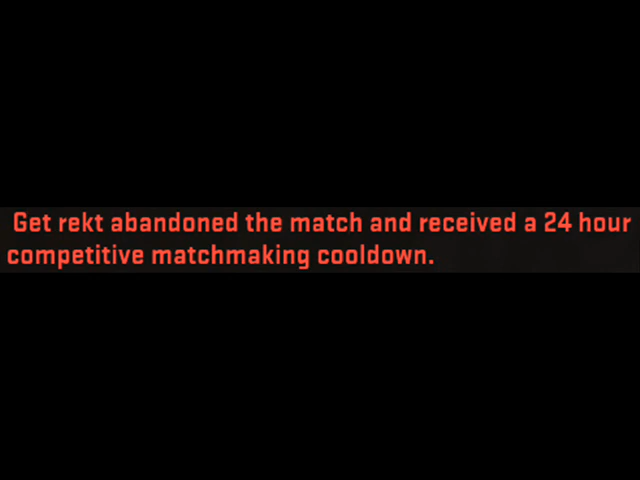 Get rekt abandoned the match and received a 24 hour
competitive matchmaking cooldown.